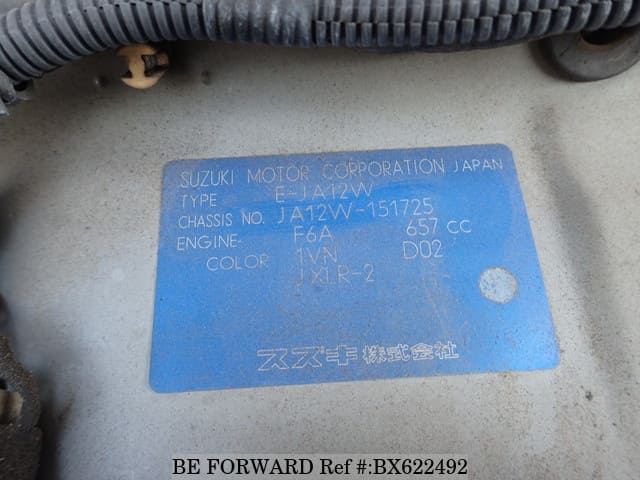 SUZUKI MOTOR CORPORATION JAPAN
TYPE E-JA12W
CHASSIS NO. JA12W-151725
ENGINE- F6A 657 CC
COLOR 1VN D02
JXLR-2
スズキ株式会社
BE FORWARD Ref #:BX622492